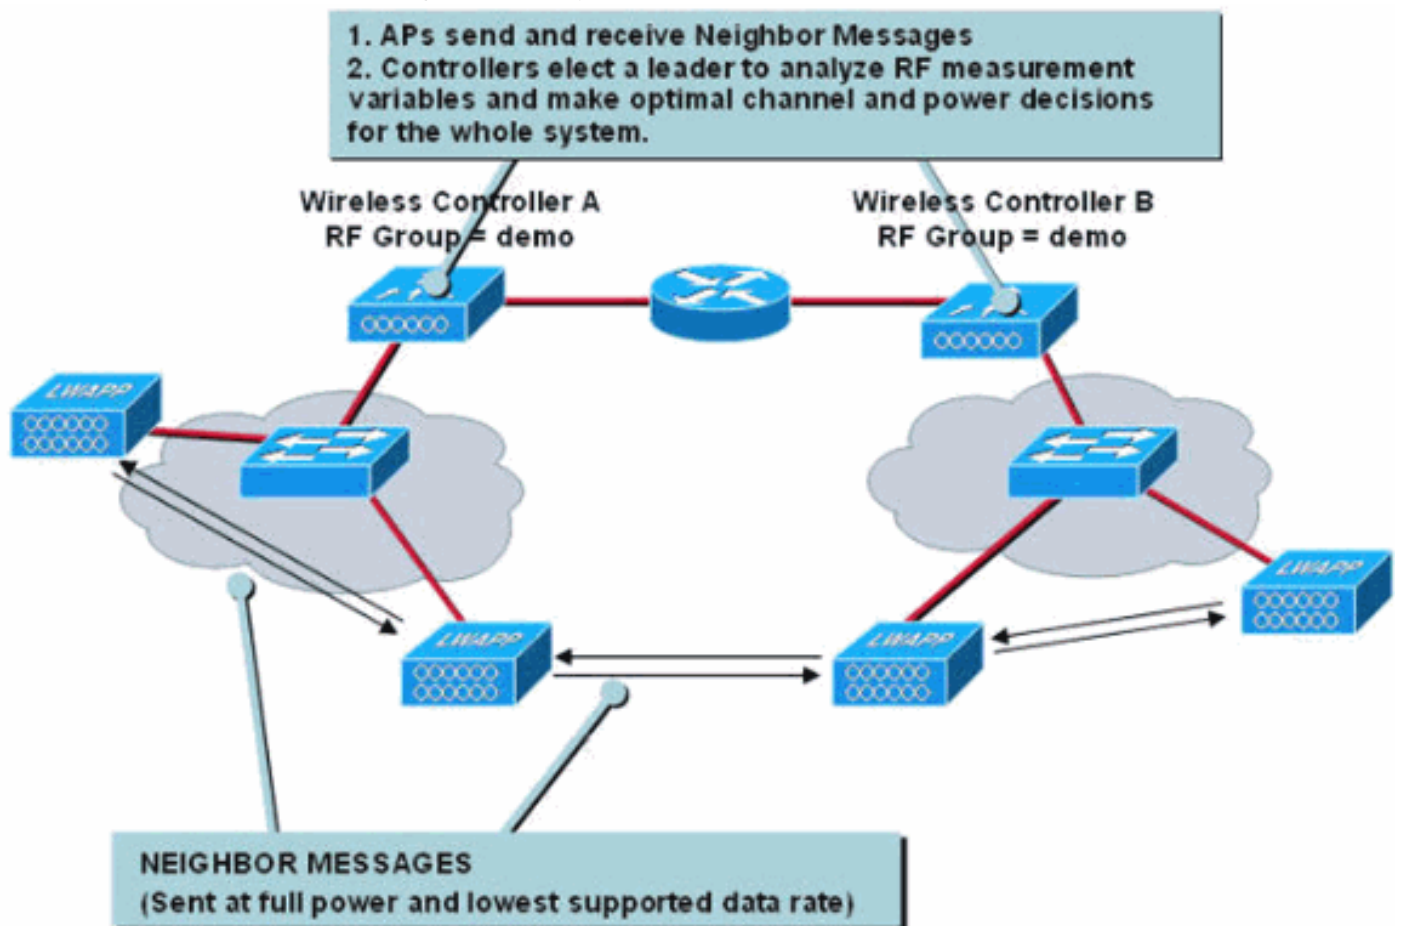 1. APs send and receive Neighbor Messages
2. Controllers elect a leader to analyze RF measurement
variables and make optimal channel and power decisions
for the whole system.
Wireless Controller A
RF Group = demo
Wireless Controller B
RF Group = demo
LWAPP
LWAPP
LWAPP
LWAPP
NEIGHBOR MESSAGES
(Sent at full power and lowest supported data rate)